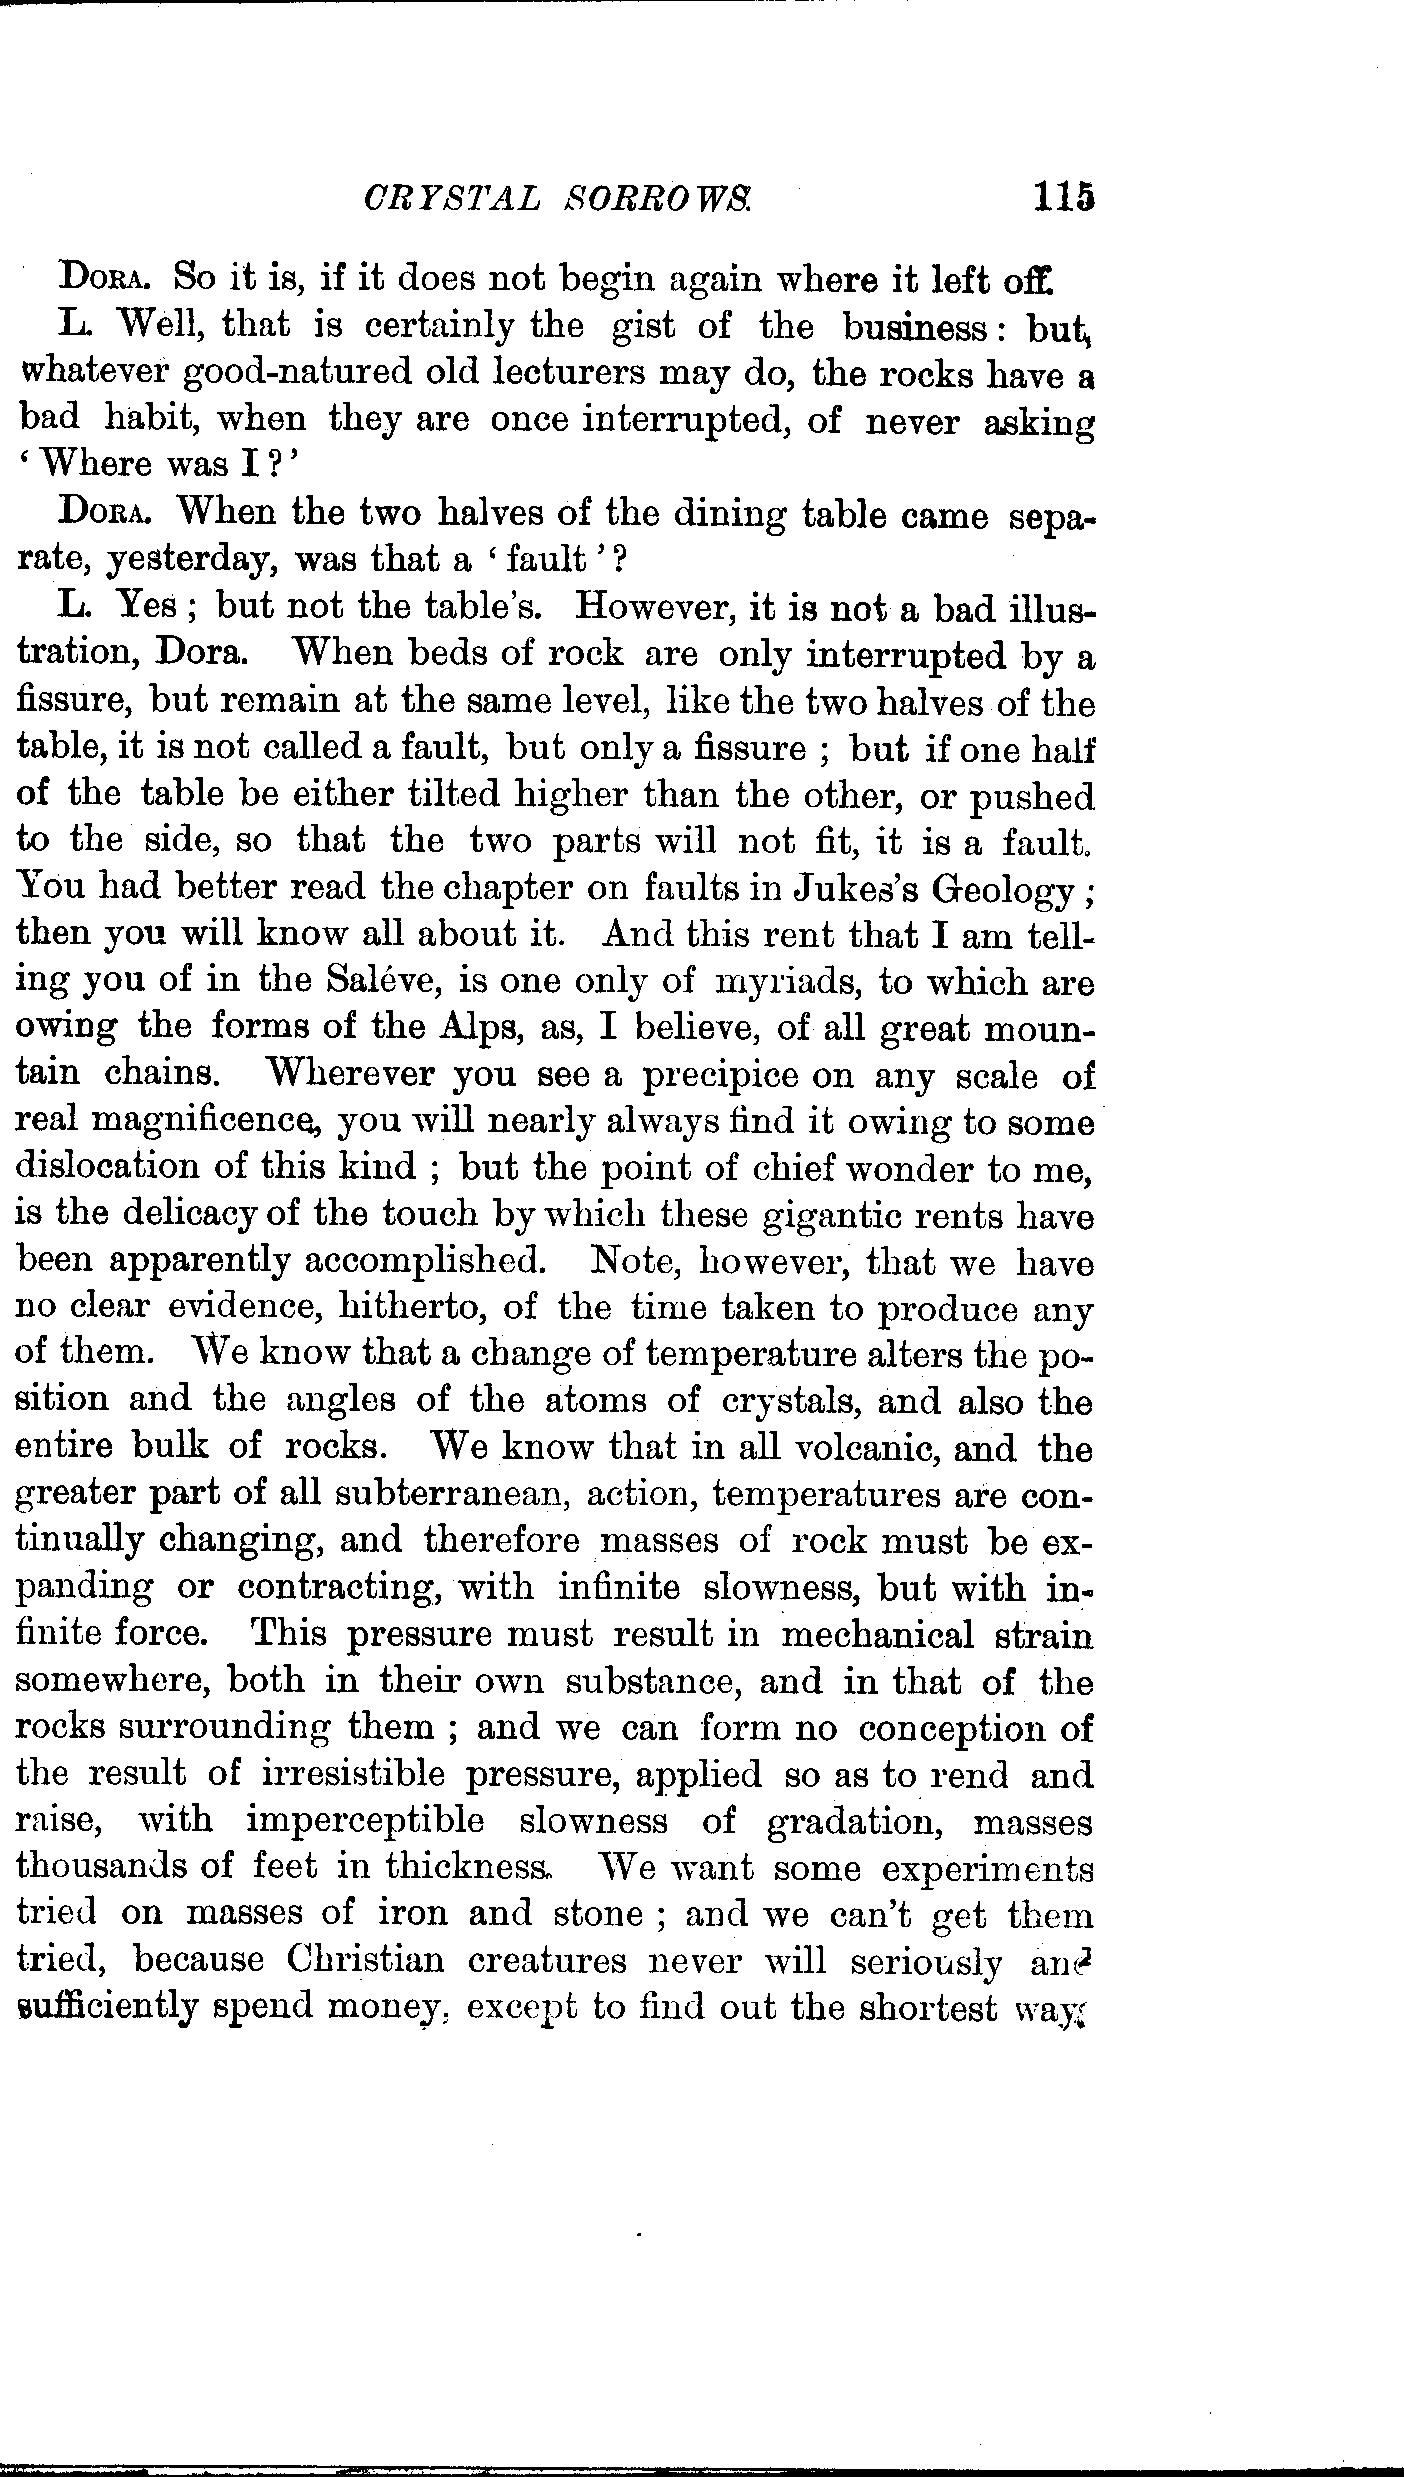 CRYSTAL SORROWS. 115
DORA. So it is, if it does not begin again where it left off.
L. Well, that is certainly the gist of the business: but,
whatever good-natured old lecturers may do, the rocks have a
bad habit, when they are once interrupted, of never asking
‘Where was I?’
DORA. When the two halves of the dining table came sepa-
rate, yesterday, was that a ‘fault’?
L. Yes; but not the table's. However, it is not a bad illus-
tration, Dora. When beds of rock are only interrupted by a
fissure, but remain at the same level, like the two halves of the
table, it is not called a fault, but only a fissure; but if one half
of the table be either tilted higher than the other, or pushed
to the side, so that the two parts will not fit, it is a fault.
You had better read the chapter on faults in Jukes's Geology;
then you will know all about it. And this rent that I am tell-
ing you of in the Saléve, is one only of myriads, to which are
owing the forms of the Alps, as, I believe, of all great moun-
tain chains. Wherever you see a precipice on any scale of
real magnificence, you will nearly always find it owing to some
dislocation of this kind; but the point of chief wonder to me,
is the delicacy of the touch by which these gigantic rents have
been apparently accomplished. Note, however, that we have
no clear evidence, hitherto, of the time taken to produce any
of them. We know that a change of temperature alters the po-
sition and the angles of the atoms of crystals, and also the
entire bulk of rocks. We know that in all volcanic, and the
greater part of all subterranean, action, temperatures are con-
tinually changing, and therefore masses of rock must be ex-
panding or contracting, with infinite slowness, but with in-
finite force. This pressure must result in mechanical strain
somewhere, both in their own substance, and in that of the
rocks surrounding them; and we can form no conception of
the result of irresistible pressure, applied so as to rend and
raise, with imperceptible slowness of gradation, masses
thousands of feet in thickness. We want some experiments
tried on masses of iron and stone; and we can't get them
tried, because Christian creatures never will seriously and
sufficiently spend money, except to find out the shortest way